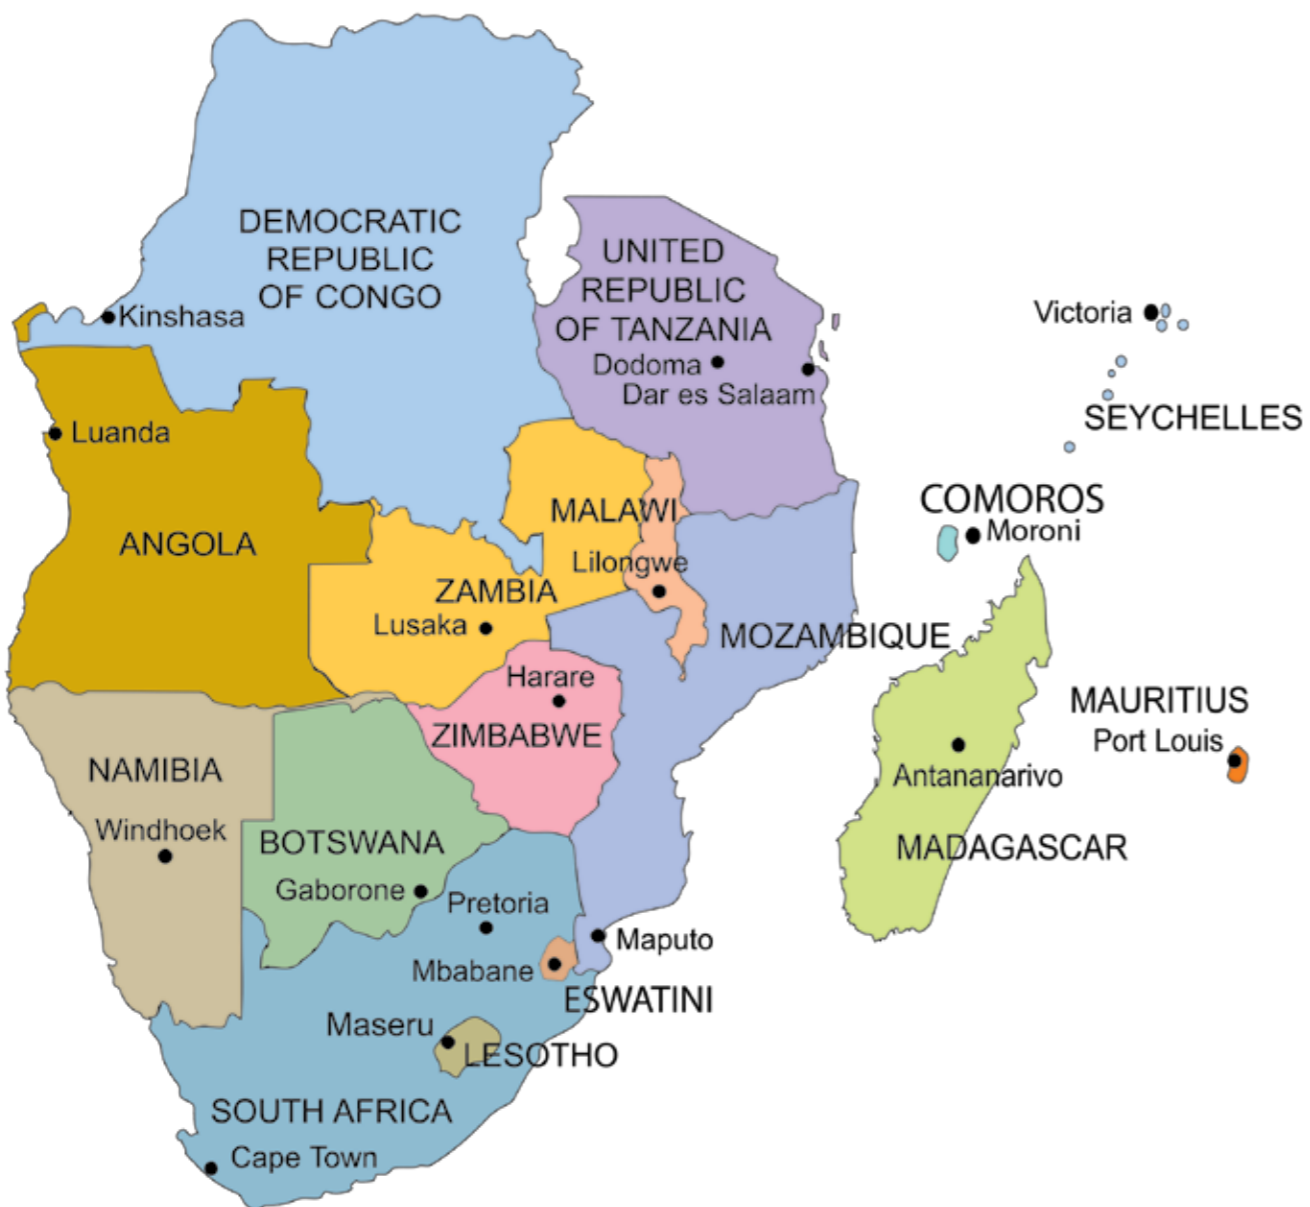 DEMOCRATIC
REPUBLIC
OF CONGO
Kinshasa
UNITED
REPUBLIC
OF TANZANIA
Dodoma
Dar es Salaam
Victoria
SEYCHELLES
Luanda
ANGOLA
MALAWI
Lilongwe
COMOROS
Moroni
ZAMBIA
Lusaka
MOZAMBIQUE
Harare
ZIMBABWE
MAURITIUS
Port Louis
Antananarivo
MADAGASCAR
NAMIBIA
Windhoek
BOTSWANA
Gaborone
Pretoria
Maputo
Mbabane
ESWATINI
Maseru
LESOTHO
SOUTH AFRICA
Cape Town